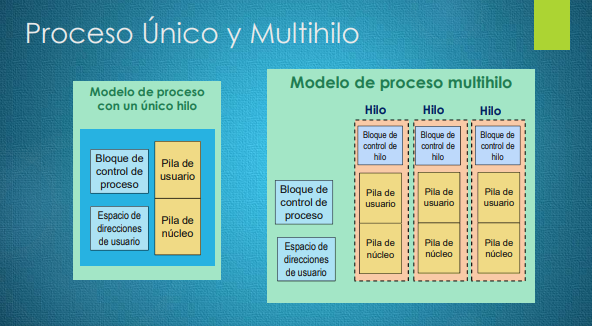 Proceso Único y Multihilo
Modelo de proceso
con un único hilo
Bloque de
control de
proceso
Pila de
usuario
Espacio de
direcciones
de usuario
Pila de
núcleo
Modelo de proceso multihilo
Hilo
Hilo
Hilo
Bloque de
control de
hilo
Bloque de
control de
hilo
Bloque de
control de
hilo
Bloque de
control de
proceso
Pila de
usuario
Pila de
usuario
Pila de
usuario
Espacio de
direcciones
de usuario
Pila de
núcleo
Pila de
núcleo
Pila de
núcleo